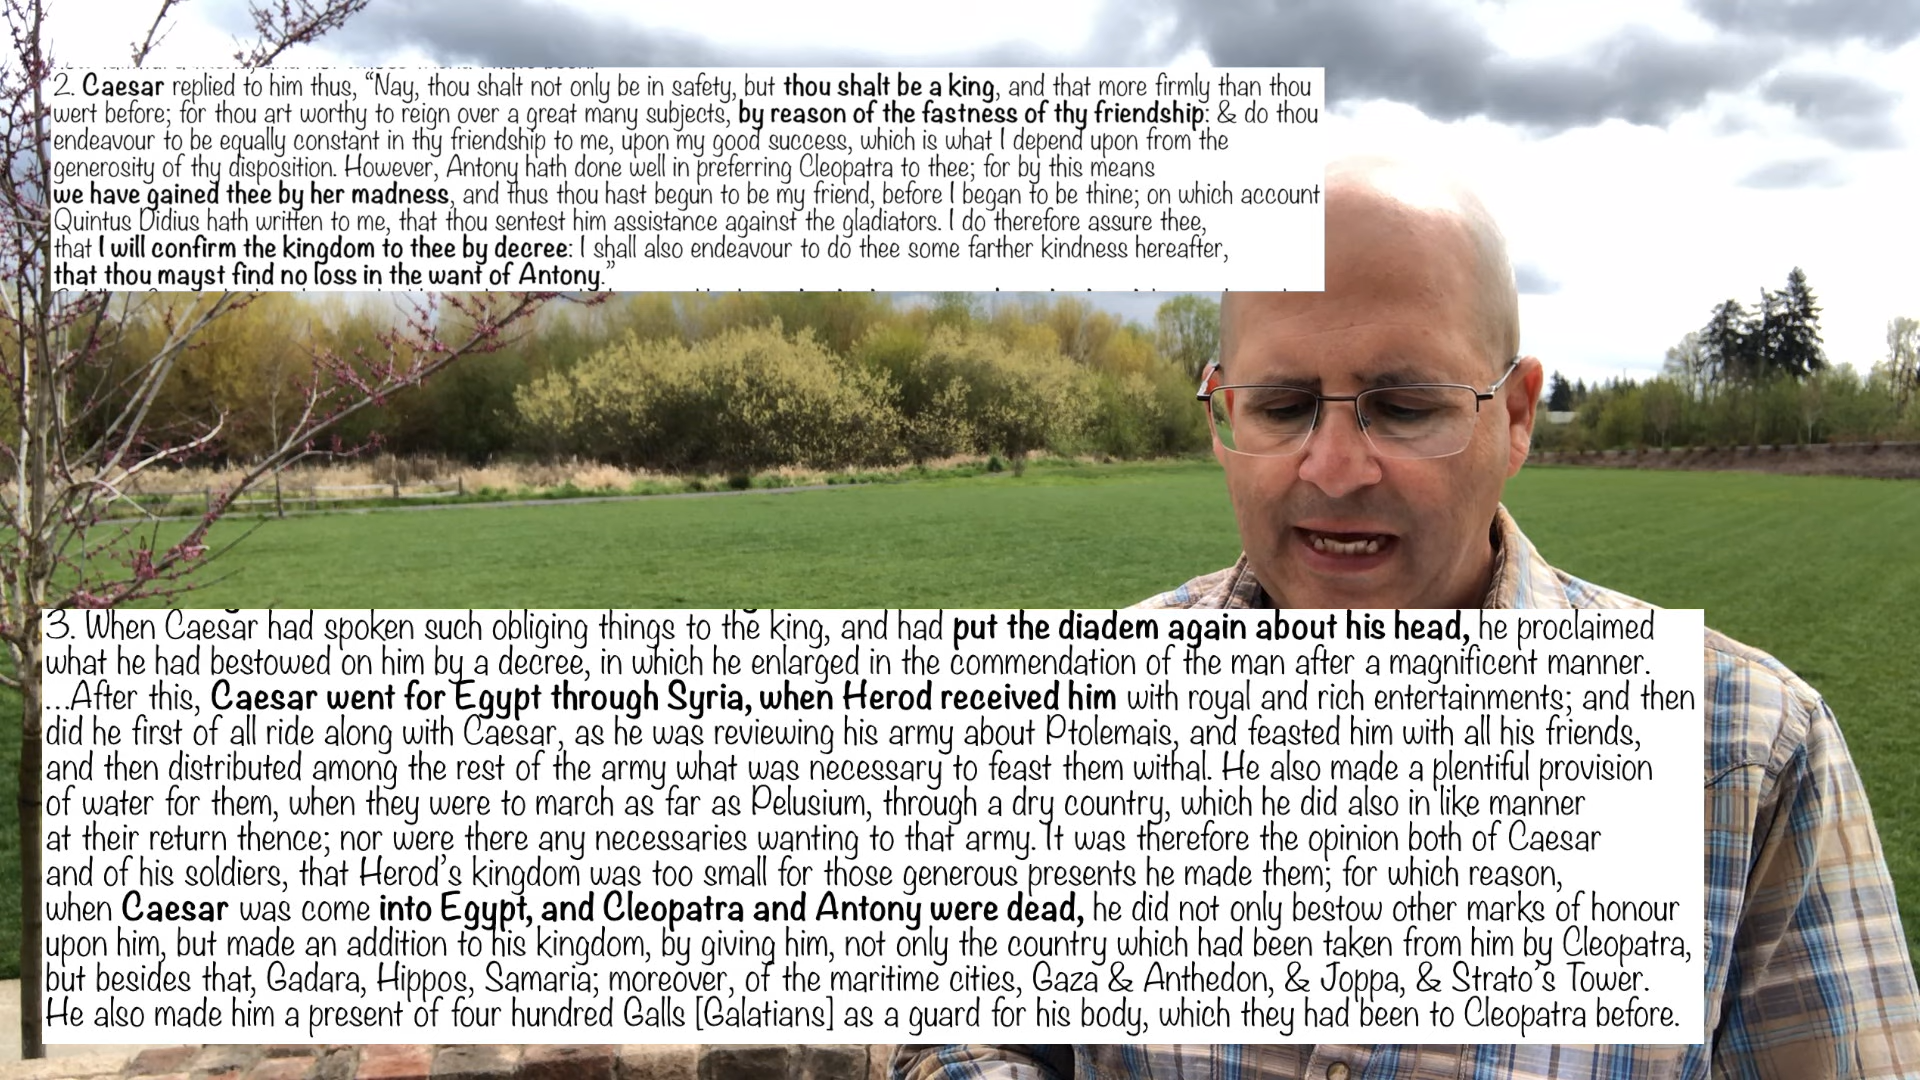 2. Caesar replied to him thus, “Nay, thou shalt not only be in safety, but thou shalt be a king, and that more firmly than thou
wert before; for thou art worthy to reign over a great many subjects, by reason of the fastness of thy friendship: & do thou
endeavour to be equally constant in thy friendship to me, upon my good success, which is what I depend upon from the
generosity of thy disposition. However, Antony hath done well in preferring Cleopatra to thee; for by this means
we have gained thee by her madness, and thus thou hast begun to be my friend, before I began to be thine; on which account
Quintus Didius hath written to me, that thou sentest him assistance against the gladiators. I do therefore assure thee,
that I will confirm the kingdom to thee by decree: I shall also endeavour to do thee some farther kindness hereafter,
that thou mayst find no loss in the want of Antony.”
3. When Caesar had spoken such obliging things to the king, and had put the diadem again about his head, he proclaimed
what he had bestowed on him by a decree, in which he enlarged in the commendation of the man after a magnificent manner.
...After this, Caesar went for Egypt through Syria, when Herod received him with royal and rich entertainments; and then
did he first of all ride along with Caesar, as he was reviewing his army about Ptolemais, and feasted him with all his friends,
and then distributed among the rest of the army what was necessary to feast them withal. He also made a plentiful provision
of water for them, when they were to march as far as Pelusium, through a dry country, which he did also in like manner
at their return thence; nor were there any necessaries wanting to that army. It was therefore the opinion both of Caesar
and of his soldiers, that Herod’s kingdom was too small for those generous presents he made them; for which reason,
when Caesar was come into Egypt, and Cleopatra and Antony were dead, he did not only bestow other marks of honour
upon him, but made an addition to his kingdom, by giving him, not only the country which had been taken from him by Cleopatra,
but besides that, Gadara, Hippos, Samaria; moreover, of the maritime cities, Gaza & Anthedon, & Joppa, & Strato’s Tower.
He also made him a present of four hundred Galls [Galatians] as a guard for his body, which they had been to Cleopatra before.